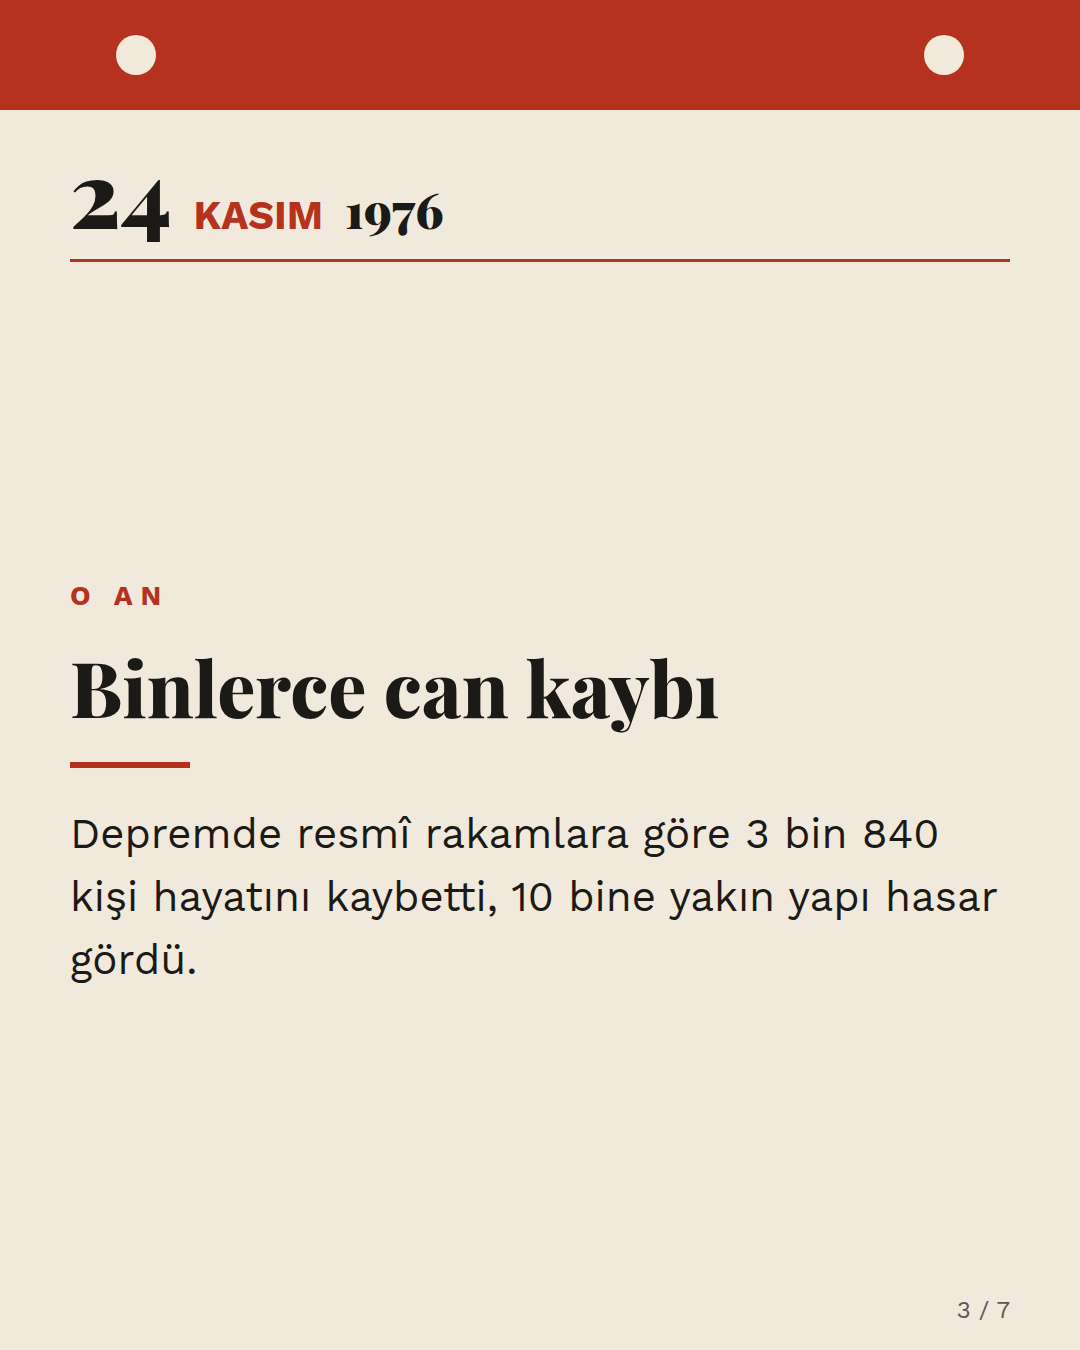 24 KASIM 1976
O AN
Binlerce can kaybı
Depremde resmî rakamlara göre 3 bin 840
kişi hayatını kaybetti, 10 bine yakın yapı hasar
gördü.
3 / 7